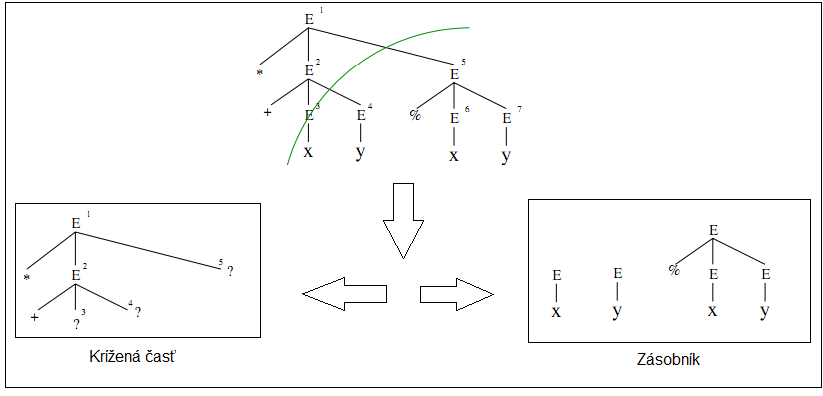 E 1
* E 2 E 5
+ E 3 E 4 % E 6 E 7
x y x y
E 1
* E 2 5 ?
+ ? 3 4 ?
Krížená časť
E
E E % E E
x y x y
Zásobník